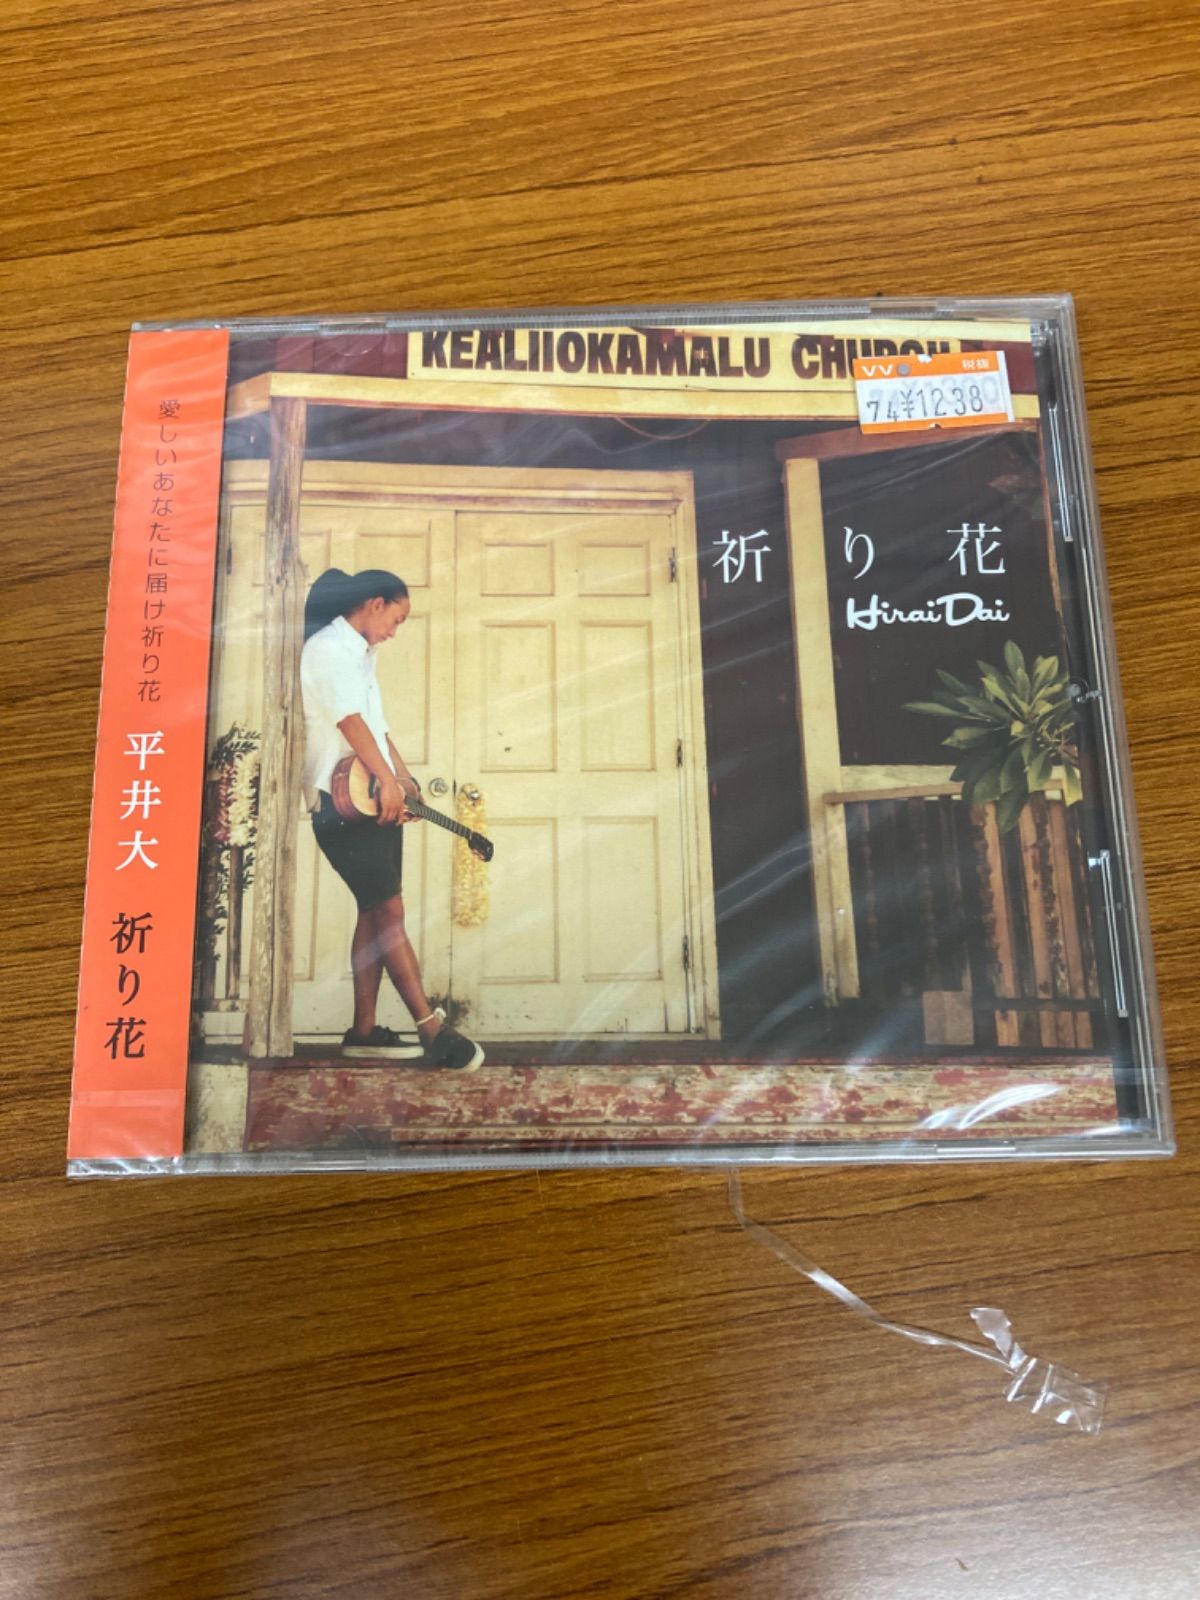 KEALIIOKAMALU CHURCH
VV 税抜
74 ¥1238
祈り花
Hirai Dai
愛しいあなたに届け祈り花
平井大
祈り花